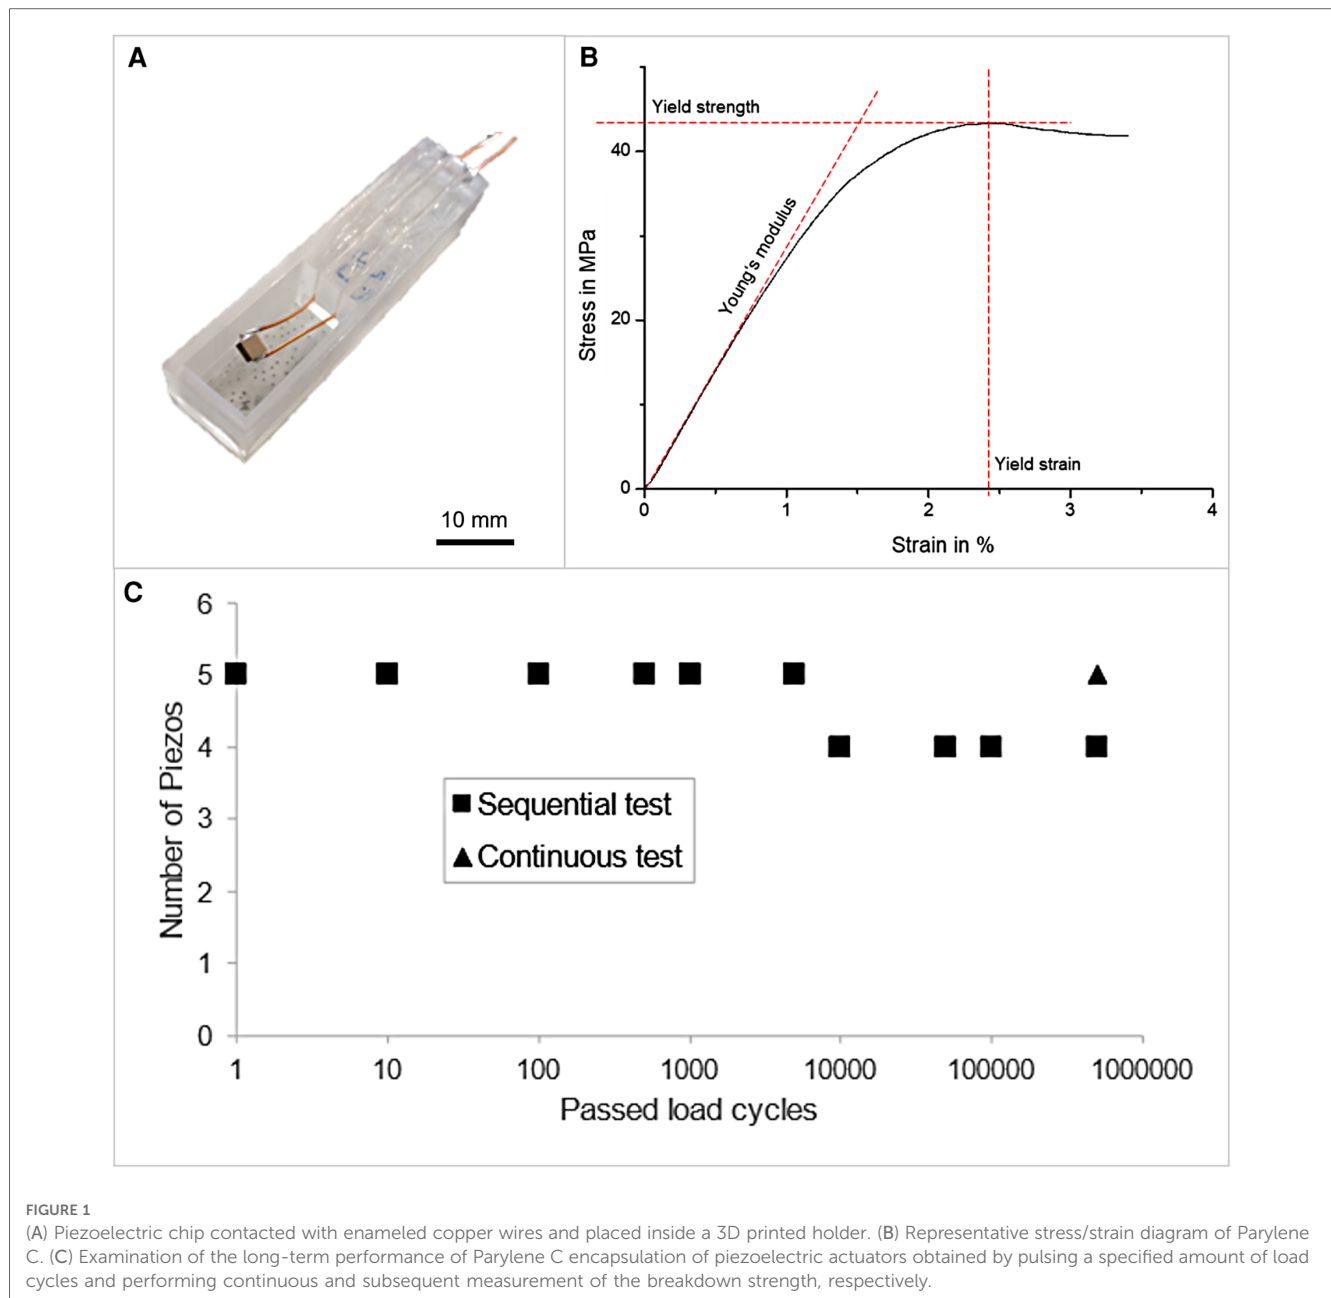 A
10 mm
B
Yield strength
40
Young's modulus
20
0
Yield strain
0 1 2 3 4
Stress in MPa
Strain in %
C
6
5
4
3
2
1
0
Number of Piezos
Sequential test
Continuous test
1 10 100 1000 10000 100000 1000000
Passed load cycles
FIGURE 1
(A) Piezoelectric chip contacted with enameled copper wires and placed inside a 3D printed holder. (B) Representative stress/strain diagram of Parylene
C. (C) Examination of the long-term performance of Parylene C encapsulation of piezoelectric actuators obtained by pulsing a specified amount of load
cycles and performing continuous and subsequent measurement of the breakdown strength, respectively.